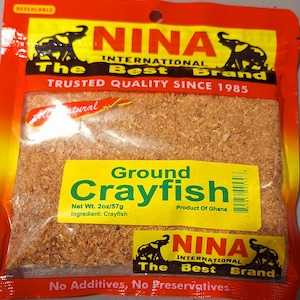 RESEALABLE
NINA
INTERNATIONAL
The Best Brand
TRUSTED QUALITY SINCE 1985
All Natural
Ground
Crayfish
Net Wt. 2oz/57g
Product Of Ghana
Ingredient: Crayfish
NINA
INTERNATIONAL
The Best Brand
No Additives, No Preservatives